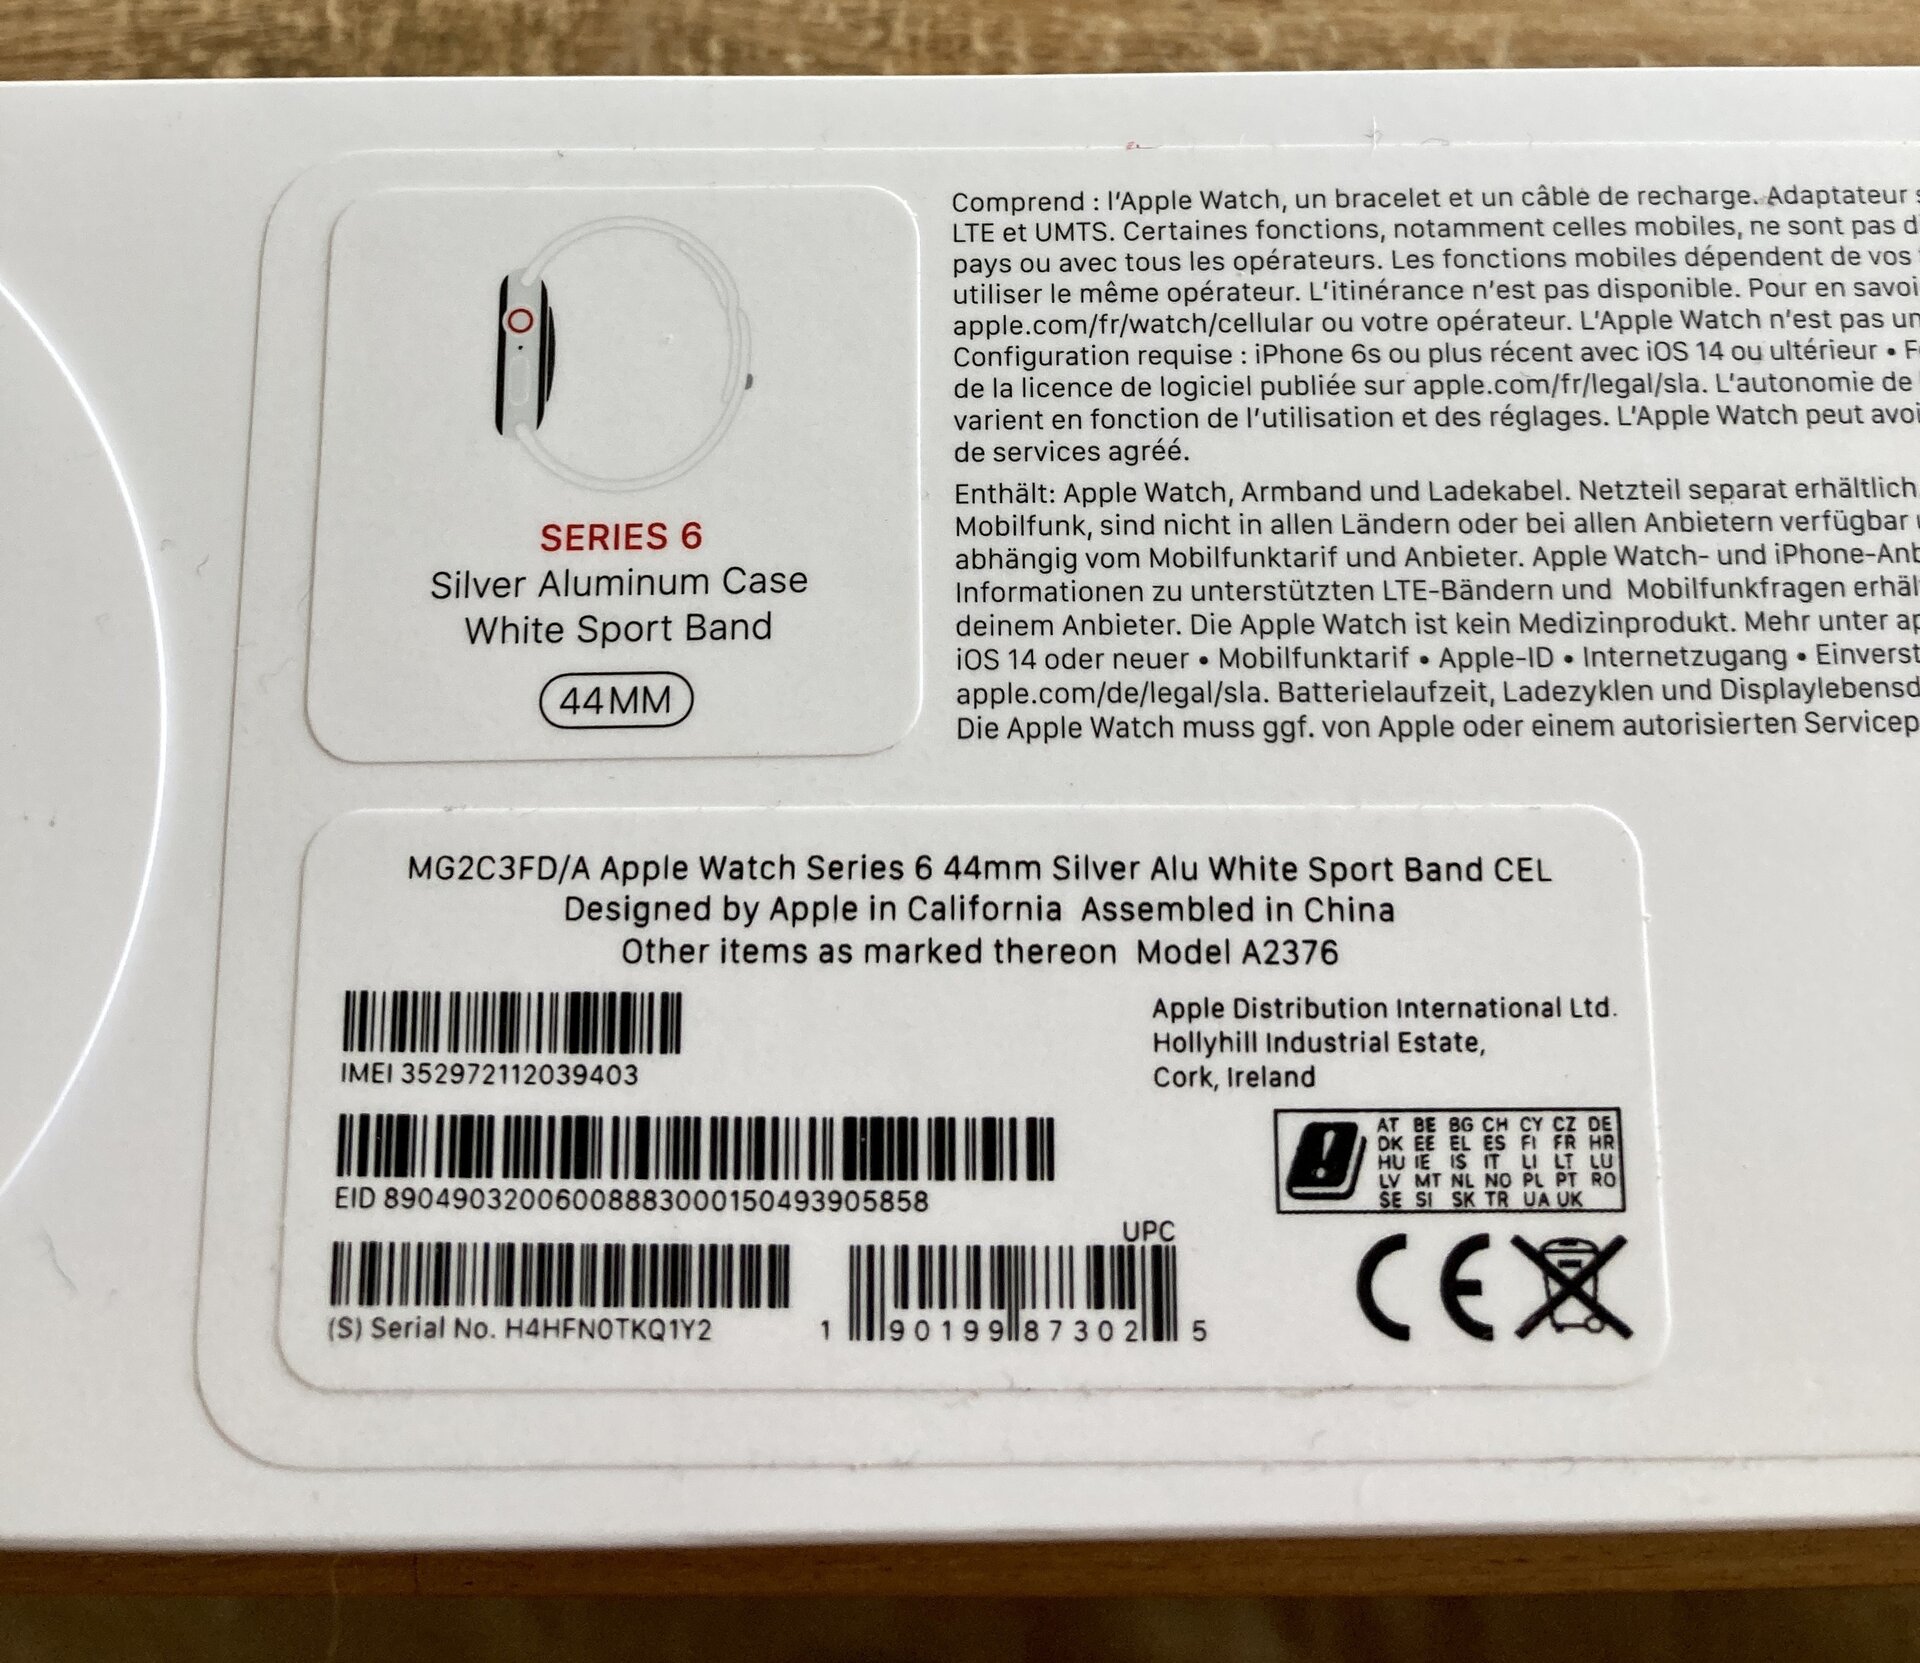 SERIES 6
Silver Aluminum Case
White Sport Band
44MM
Comprend : l'Apple Watch, un bracelet et un câble de recharge. Adaptateur
LTE et UMTS. Certaines fonctions, notamment celles mobiles, ne sont pas
pays ou avec tous les opérateurs. Les fonctions mobiles dépendent de vos
utiliser le même opérateur. L'itinérance n'est pas disponible. Pour en
apple.com/fr/watch/cellular ou votre opérateur. L'Apple Watch n'est pas
Configuration requise : iPhone 6s ou plus récent avec iOS 14 ou ultérieur •
de la licence de logiciel publiée sur apple.com/fr/legal/sla. L'autonomie de
varient en fonction de l'utilisation et des réglages. L'Apple Watch peut
de services agréé.
Enthält: Apple Watch, Armband und Ladekabel. Netzteil separat erhältlich
Mobilfunk, sind nicht in allen Ländern oder bei allen Anbietern verfügbar
abhängig vom Mobilfunktarif und Anbieter. Apple Watch- und
Informationen zu unterstützten LTE-Bändern und Mobilfunkfragen
deinem Anbieter. Die Apple Watch ist kein Medizinprodukt. Mehr unter
iOS 14 oder neuer • Mobilfunktarif • Apple-ID • Internetzugang •
apple.com/de/legal/sla. Batterielaufzeit, Ladezyklen und
Die Apple Watch muss ggf. von Apple oder einem autorisierten
MG2C3FD/A Apple Watch Series 6 44mm Silver Alu White Sport Band CEL
Designed by Apple in California Assembled in China
Other items as marked thereon Model A2376
IMEI 352972112039403
Apple Distribution International Ltd.
Hollyhill Industrial Estate,
Cork, Ireland
EID 89049032006008883000150493905858
AT BE BG CH CY CZ DE
DK EE EL ES FI FR HR
HU IE IS IT LI LT LU
LV MT NL NO PL PT RO
SE SI SK TR UA UK
(S) Serial No. H4HFN0TKQ1Y2
UPC
1 90199 87302 5
CE